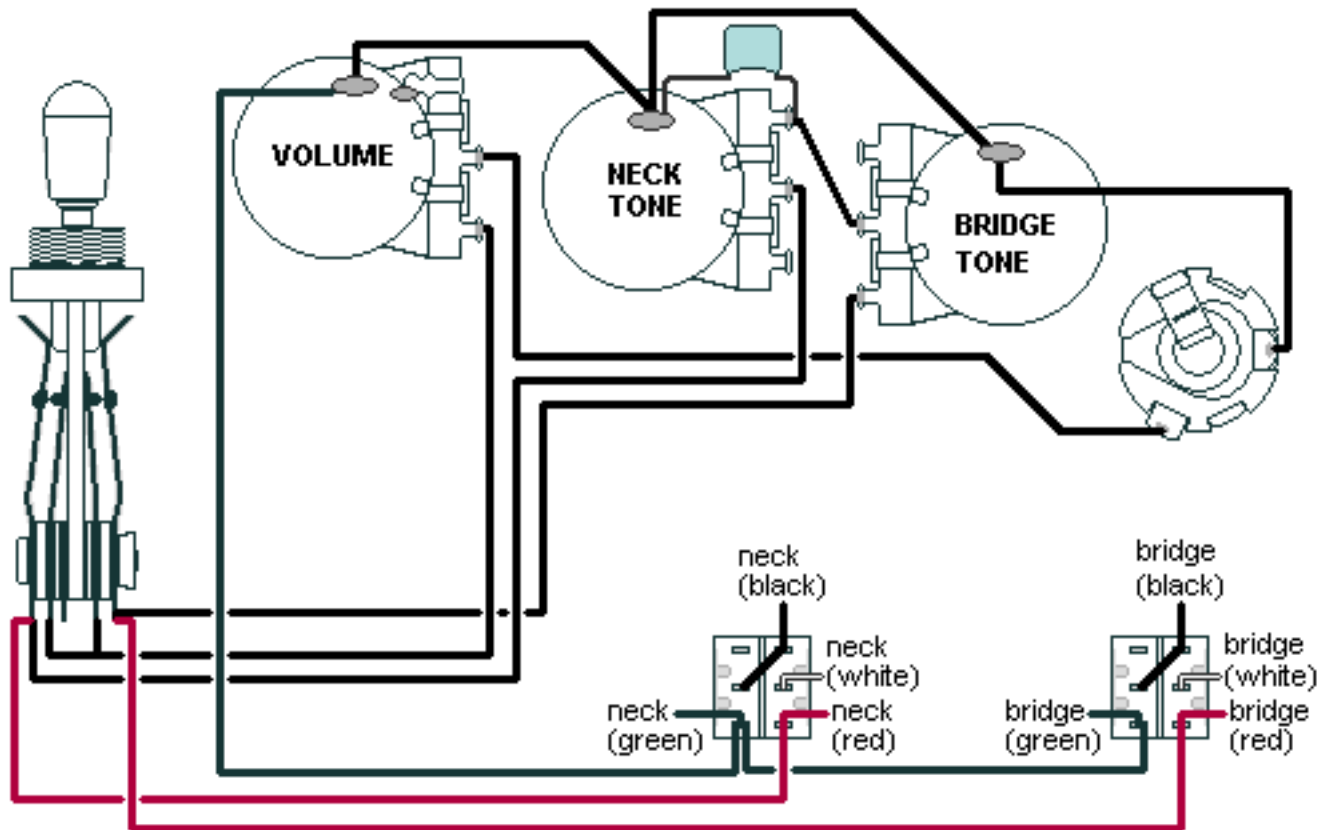 VOLUME
NECK
TONE
BRIDGE
TONE
neck
(black)
neck
(white)
neck
(green)
neck
(red)
bridge
(black)
bridge
(white)
bridge
(green)
bridge
(red)